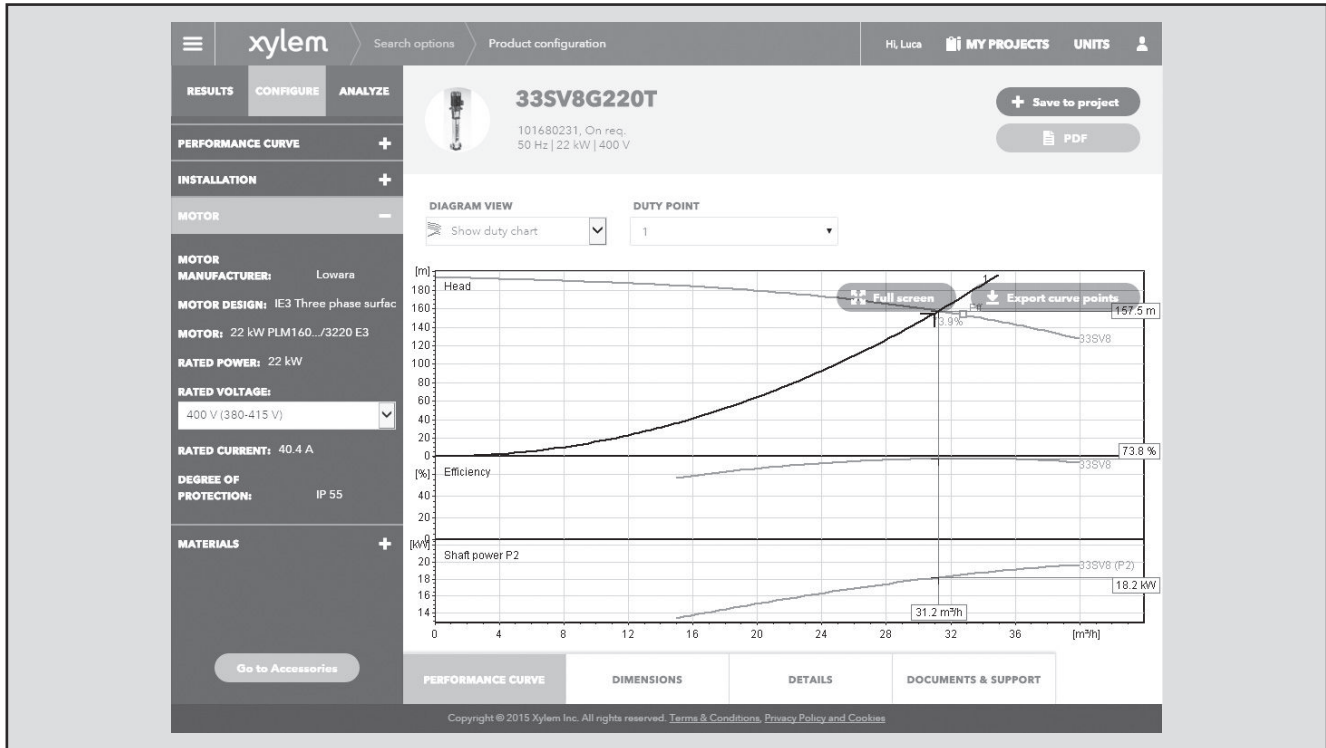 xylem
Search options
Product configuration
Hi, Luca
MY PROJECTS
UNITS
RESULTS
CONFIGURE
ANALYZE
PERFORMANCE CURVE
INSTALLATION
MOTOR
MOTOR
MANUFACTURER: Lowara
MOTOR DESIGN: IE3 Three phase surfac
MOTOR: 22 kW PLM160.../3220 E3
RATED POWER: 22 kW
RATED VOLTAGE:
400 V (380-415 V)
RATED CURRENT: 40.4 A
DEGREE OF
PROTECTION: IP 55
MATERIALS
Go to Accessories
33SV8G220T
101680231, On req.
50 Hz | 22 kW | 400 V
Save to project
PDF
DIAGRAM VIEW
Show duty chart
DUTY POINT
1
[m]
Head
180
160
140
120
100
80
60
40
20
0
1
Full screen
Export curve points
Eff
157.5 m
33SV8
73.8 %
[%]
Efficiency
40
20
0
33SV8
[kW]
Shaft power P2
20
18
16
14
33SV8 (P2)
18.2 kW
31.2 m³/h
0 4 8 12 16 20 24 28 32 36 [m³/h]
PERFORMANCE CURVE
DIMENSIONS
DETAILS
DOCUMENTS & SUPPORT
Copyright © 2015 Xylem Inc. All rights reserved. Terms & Conditions, Privacy Policy and Cookies